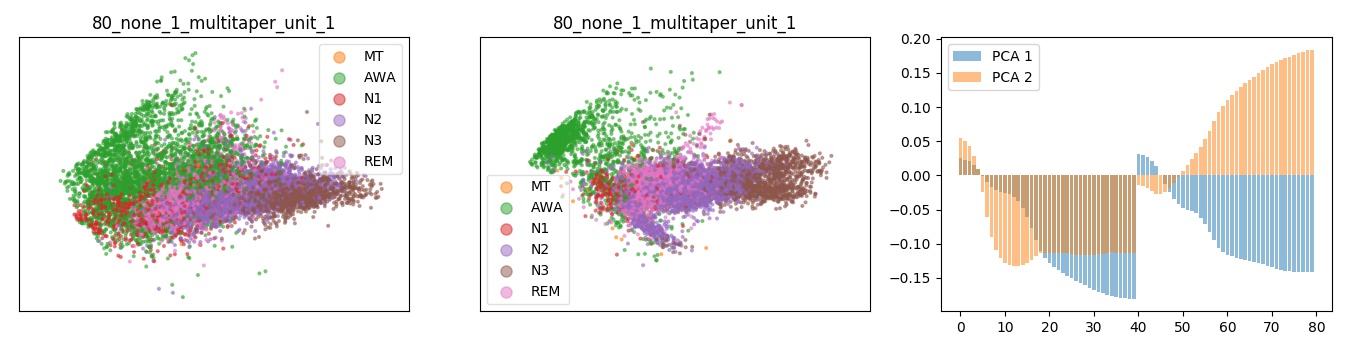 80_none_1_multitaper_unit_1
MT
AWA
N1
N2
N3
REM
80_none_1_multitaper_unit_1
MT
AWA
N1
N2
N3
REM
PCA 1
PCA 2
0.20
0.15
0.10
0.05
0.00
−0.05
−0.10
−0.15
0 10 20 30 40 50 60 70 80